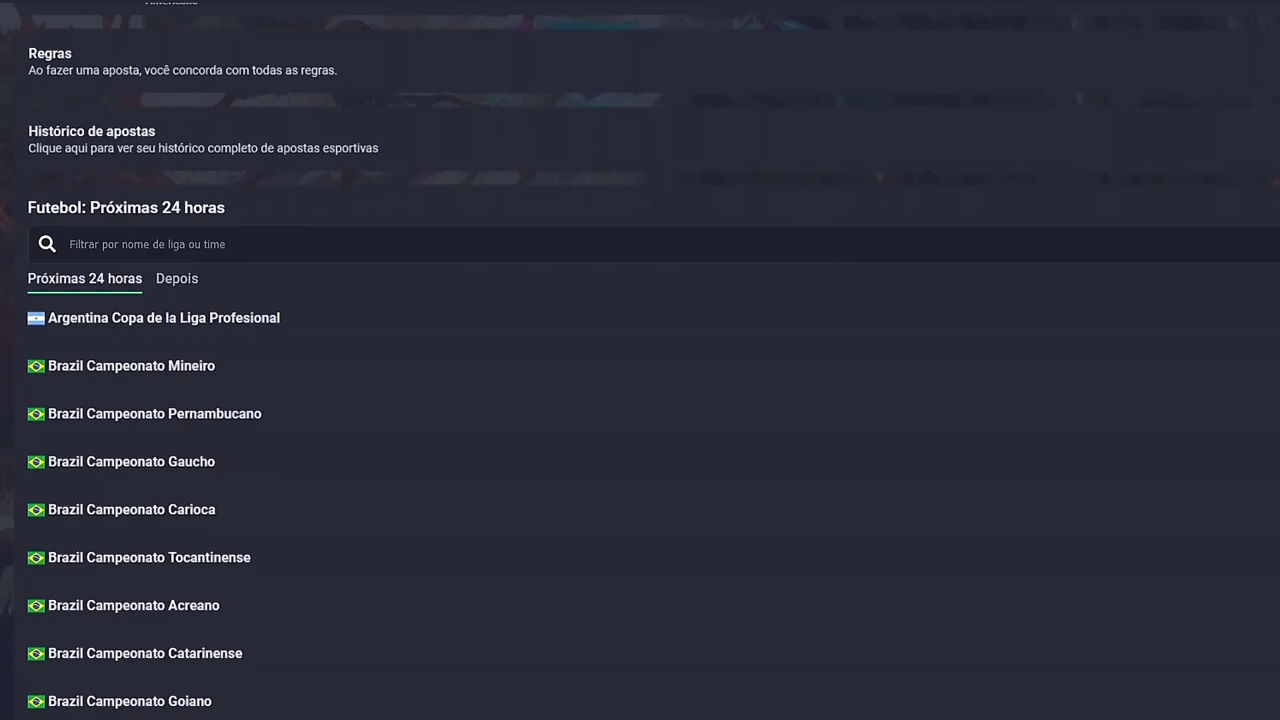 Regras
Ao fazer uma aposta, você concorda com todas as regras.
Histórico de apostas
Clique aqui para ver seu histórico completo de apostas esportivas
Futebol: Próximas 24 horas
Filtrar por nome de liga ou time
Próximas 24 horas Depois
Argentina Copa de la Liga Profesional
Brazil Campeonato Mineiro
Brazil Campeonato Pernambucano
Brazil Campeonato Gaucho
Brazil Campeonato Carioca
Brazil Campeonato Tocantinense
Brazil Campeonato Acreano
Brazil Campeonato Catarinense
Brazil Campeonato Goiano